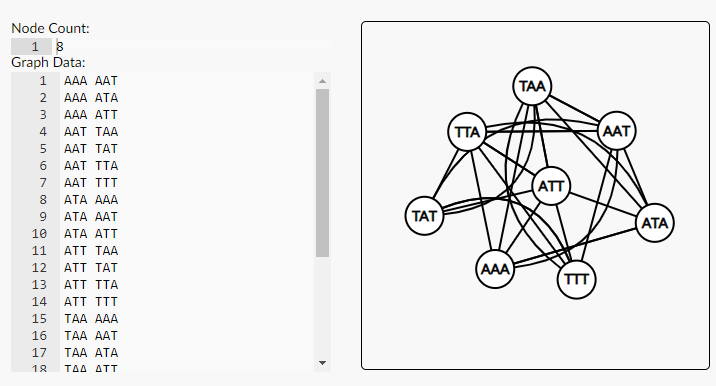 Node Count:
1 8
Graph Data:
1 AAA AAT
2 AAA ATA
3 AAA ATT
4 AAT TAA
5 AAT TAT
6 AAT TTA
7 AAT TTT
8 ATA AAA
9 ATA AAT
10 ATA ATT
11 ATT TAA
12 ATT TAT
13 ATT TTA
14 ATT TTT
15 TAA AAA
16 TAA AAT
17 TAA ATA
18 TAA ATT
TAA
TTA
AAT
ATT
TAT
ATA
AAA
TTT